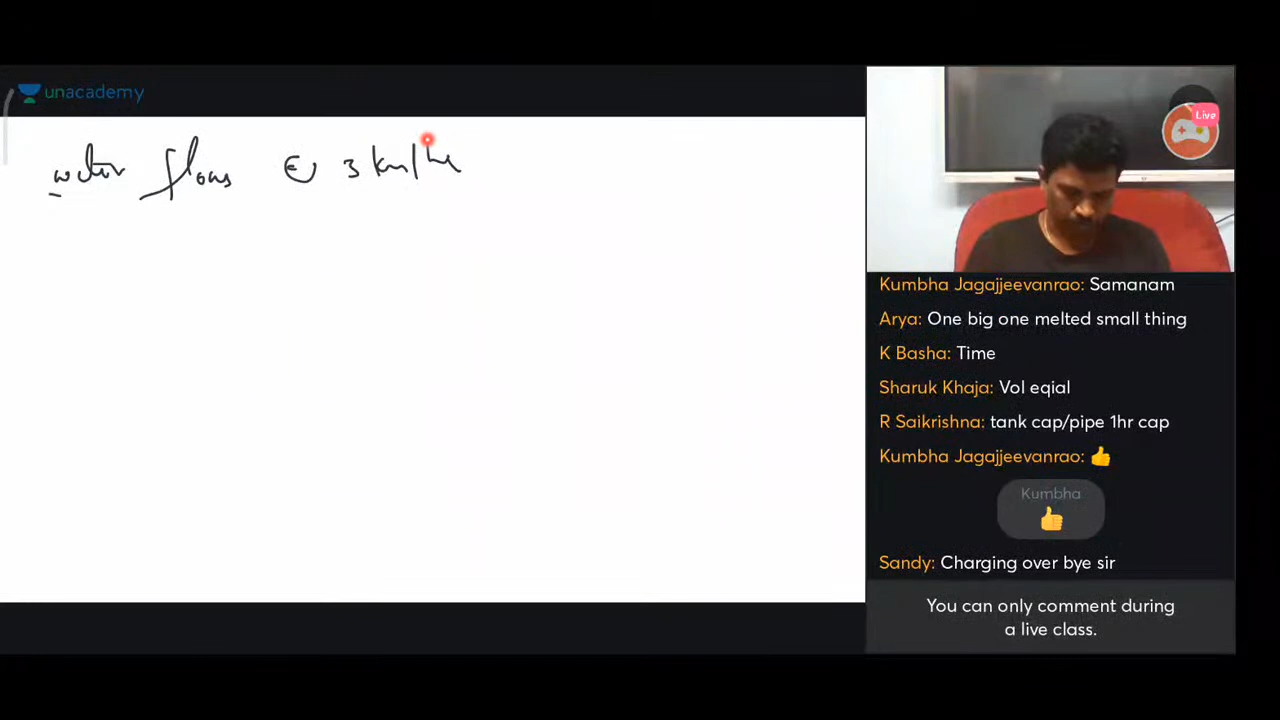 unacademy
water flows @ 3 km/hr
Live
Kumbha Jagajjeevanrao: Samanam
Arya: One big one melted small thing
K Basha: Time
Sharuk Khaja: Vol eqial
R Saikrishna: tank cap/pipe 1hr cap
Kumbha Jagajjeevanrao: 👍
Kumbha
👍
Sandy: Charging over bye sir
You can only comment during
a live class.